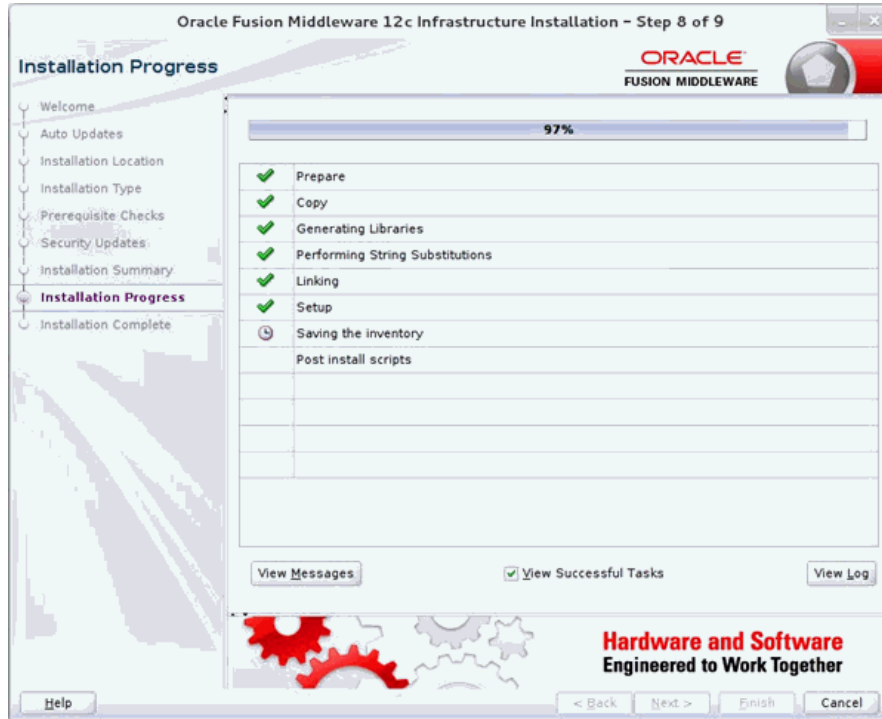 Oracle Fusion Middleware 12c Infrastructure Installation - Step 8 of 9
Installation Progress
ORACLE
FUSION MIDDLEWARE
Welcome
Auto Updates
Installation Location
Installation Type
Prerequisite Checks
Security Updates
Installation Summary
Installation Progress
Installation Complete
97%
Prepare
Copy
Generating Libraries
Performing String Substitutions
Linking
Setup
Saving the inventory
Post install scripts
View Messages
View Successful Tasks
View Log
Hardware and Software
Engineered to Work Together
Help
< Back
Next >
Finish
Cancel